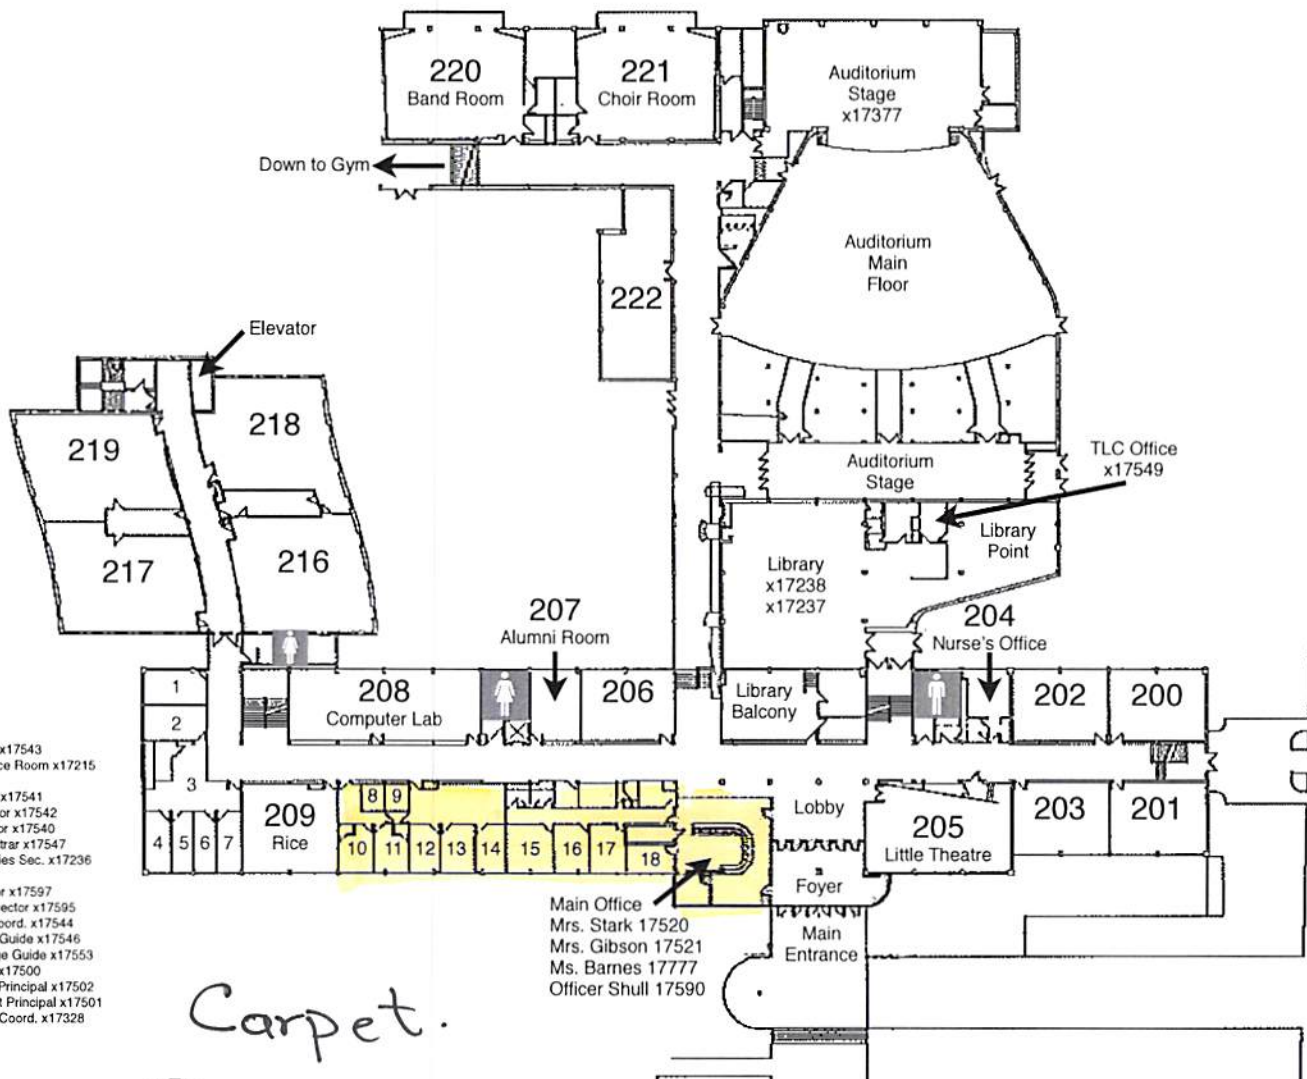 220
Band Room
221
Choir Room
Auditorium
Stage
x17377
Down to Gym
Auditorium
Main
Floor
222
Elevator
218
219
Auditorium
Stage
TLC Office
x17549
Library
Point
217
216
Library
x17238
x17237
207
Alumni Room
204
Nurse's Office
1
2
208
Computer Lab
206
Library
Balcony
202
200
x17543
ce Room x17215
x17541
or x17542
or x17540
trar x17547
ies Sec. x17236
or x17597
ector x17595
oord. x17544
Guide x17546
ge Guide x17553
x17500
Principal x17502
t Principal x17501
Coord. x17328
3
4 5 6 7
209
Rice
8 9
10 11 12 13 14 15 16 17 18
Lobby
205
Little Theatre
203
201
Foyer
Main Office
Mrs. Stark 17520
Mrs. Gibson 17521
Ms. Barnes 17777
Officer Shull 17590
Main
Entrance
Carpet.